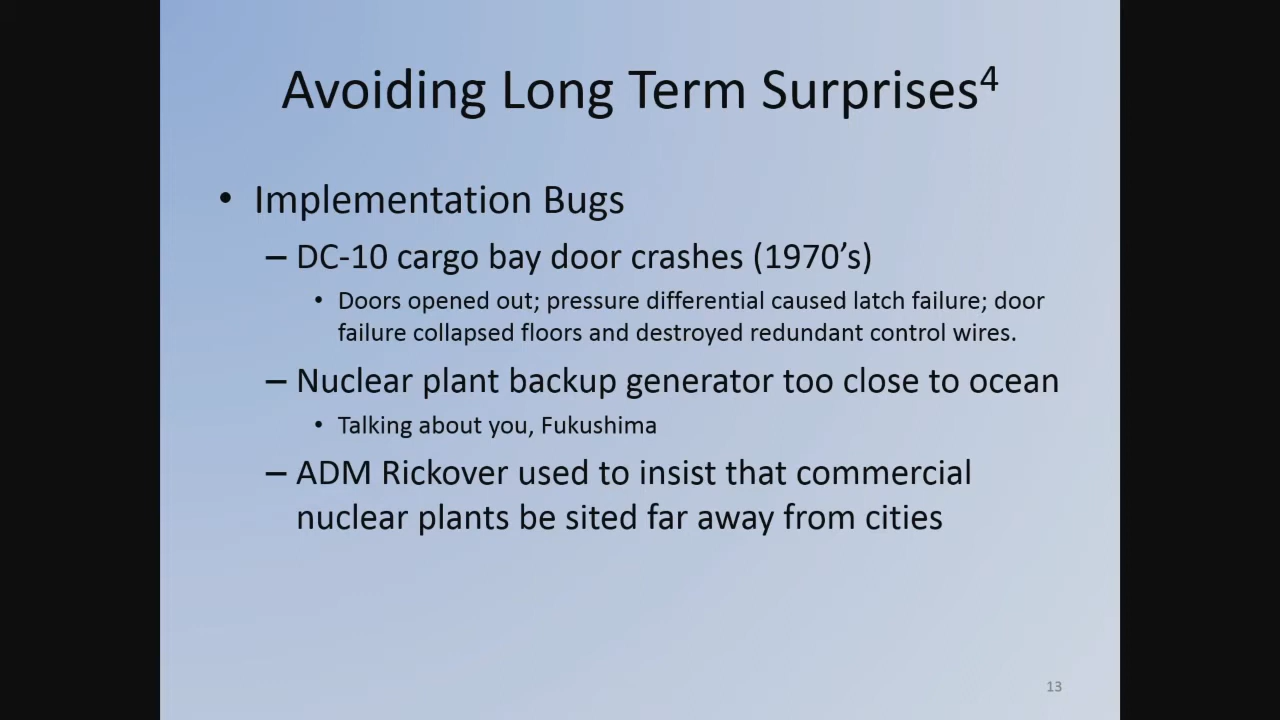 Avoiding Long Term Surprises⁴
• Implementation Bugs
– DC-10 cargo bay door crashes (1970’s)
• Doors opened out; pressure differential caused latch failure; door
failure collapsed floors and destroyed redundant control wires.
– Nuclear plant backup generator too close to ocean
• Talking about you, Fukushima
– ADM Rickover used to insist that commercial
nuclear plants be sited far away from cities
13